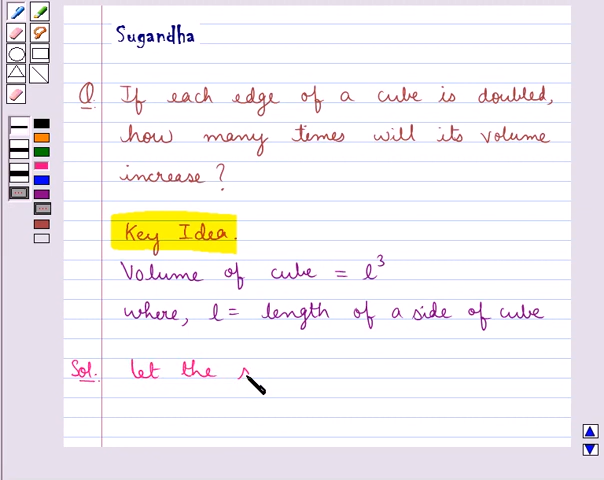 Sugandha
Q. If each edge of a cube is doubled,
how many times will its volume
increase?
Key Idea.
Volume of cube = l³
where, l = length of a side of cube
Sol. let the